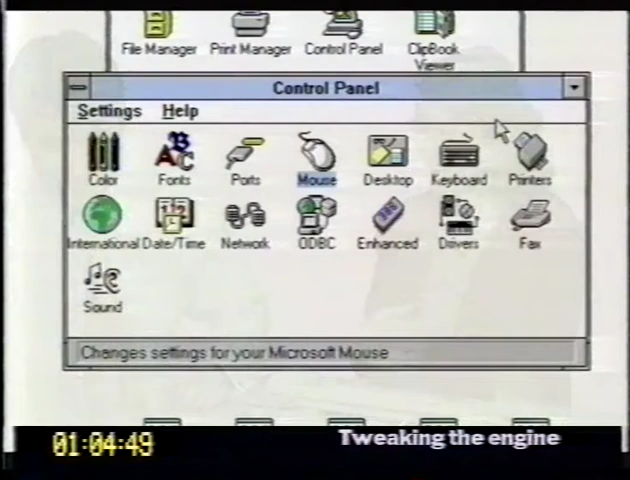 File Manager Print Manager Control Panel ClipBook
Viewer
Control Panel
Settings Help
Color Fonts Ports Mouse Desktop Keyboard Printers
International Date/Time Network ODBC Enhanced Drivers Fax
Sound
Changes settings for your Microsoft Mouse
01:04:49 Tweaking the engine